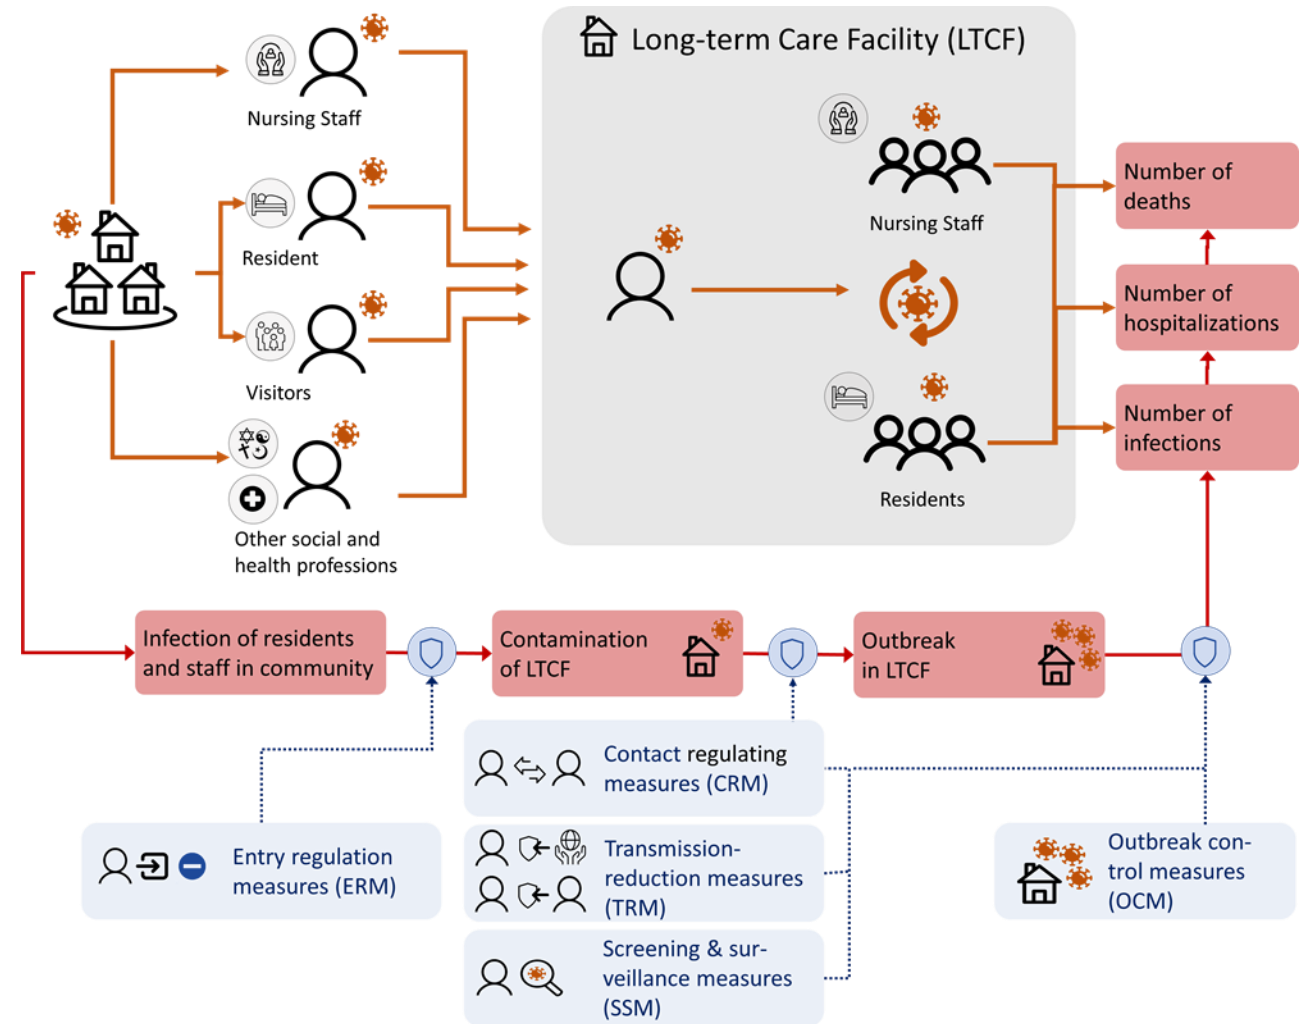 Long-term Care Facility (LTCF)
Nursing Staff
Resident
Visitors
Other social and
health professions
Nursing Staff
Residents
Number of
deaths
Number of
hospitalizations
Number of
infections
Infection of residents
and staff in community
Contamination
of LTCF
Outbreak
in LTCF
Contact regulating
measures (CRM)
Entry regulation
measures (ERM)
Transmission-
reduction measures
(TRM)
Outbreak con-
trol measures
(OCM)
Screening & sur-
veillance measures
(SSM)